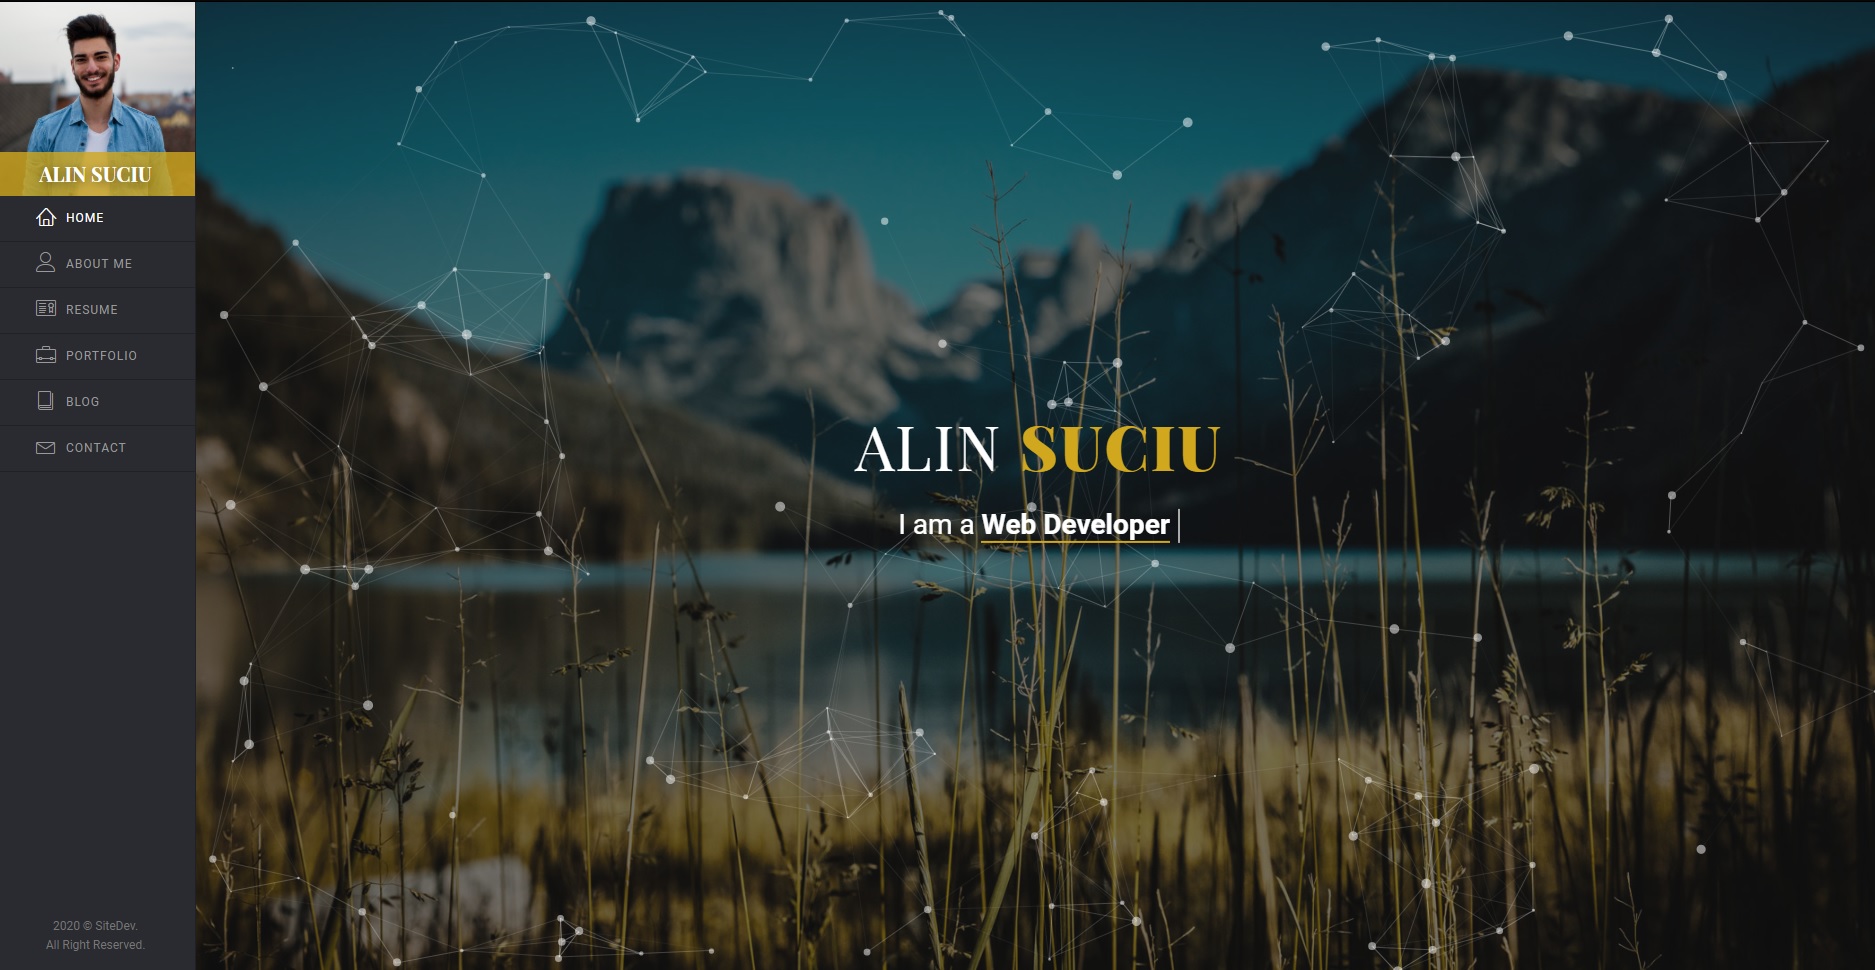 ALIN SUCIU
HOME
ABOUT ME
RESUME
PORTFOLIO
BLOG
CONTACT
2020 © SiteDev.
All Right Reserved.
ALIN SUCIU
I am a Web Developer